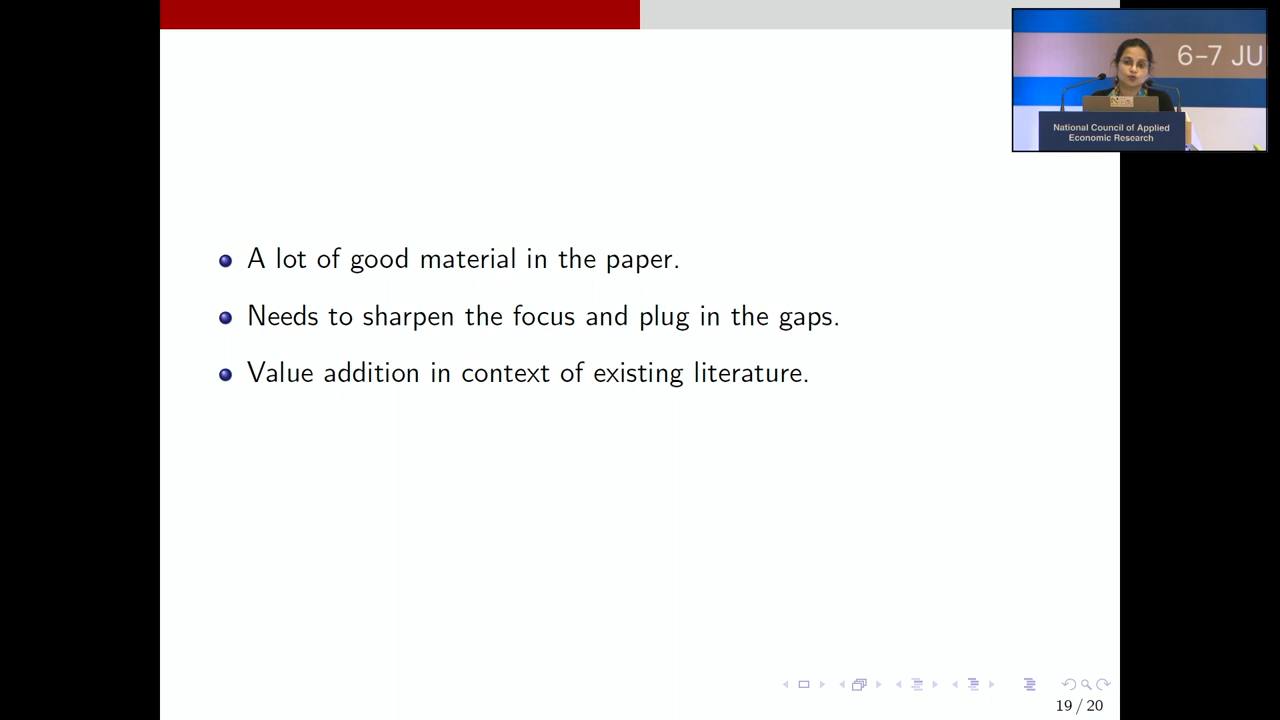 6-7 JU
National Council of Applied
Economic Research
A lot of good material in the paper.
Needs to sharpen the focus and plug in the gaps.
Value addition in context of existing literature.
19 / 20